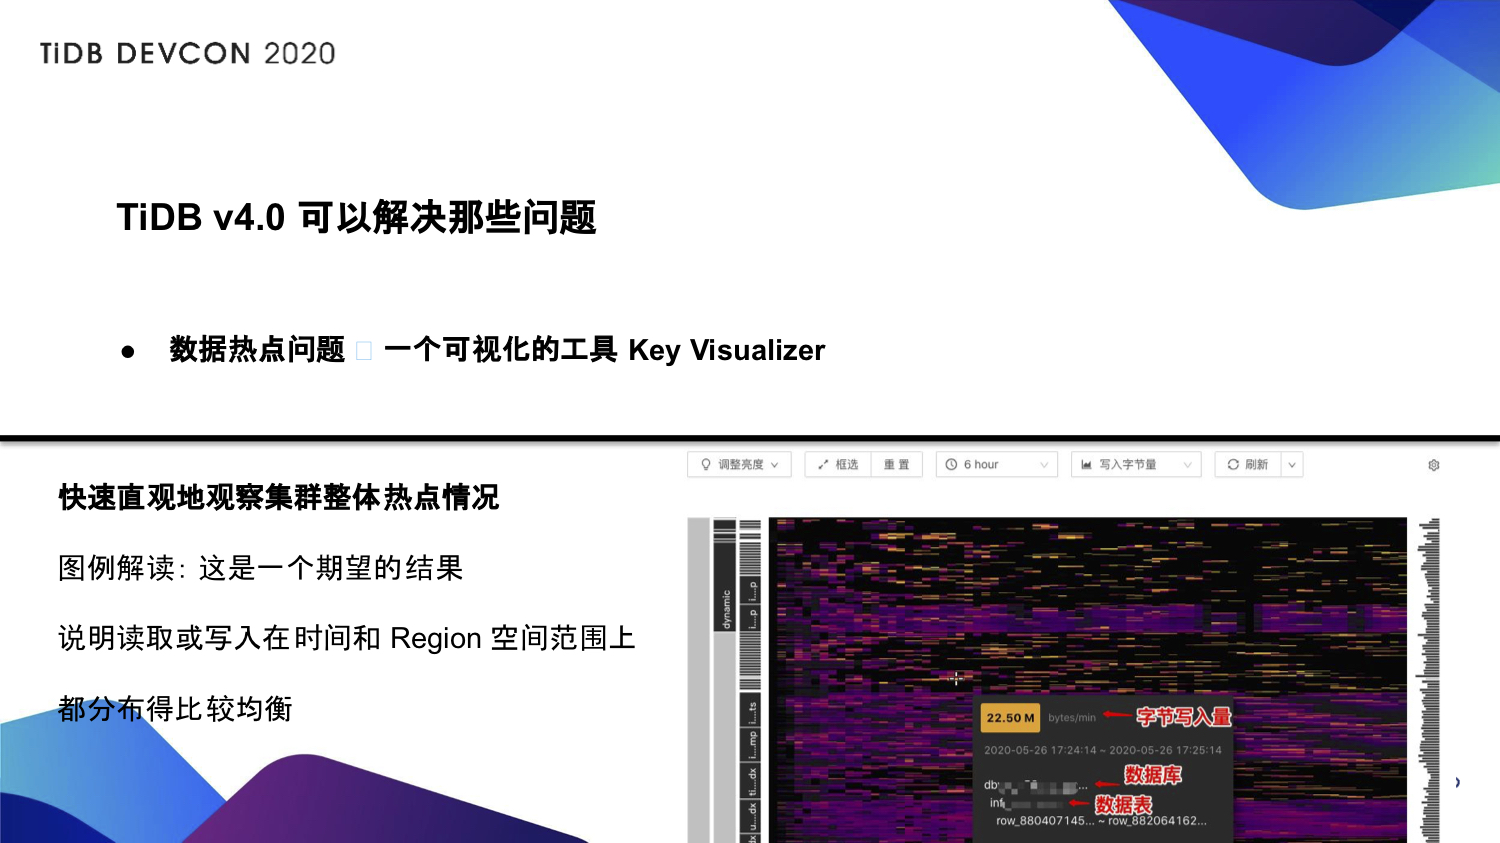 TiDB DEVCON 2020
TiDB v4.0 可以解决那些问题
● 数据热点问题 一个可视化的工具 Key Visualizer
调整亮度 框选 重 置 6 hour 写入字节量 刷新
快速直观地观察集群整体热点情况
图例解读: 这是一个期望的结果
说明读取或写入在时间和 Region 空间范围上
都分布得比较均衡
dynamic
i....p
i....p
i....ts
i....mp
ti...dx
u...dx
22.50 M bytes/min 字节写入量
2020-05-26 17:24:14 ~ 2020-05-26 17:25:14
数据库
inf 数据表
row_880407145... ~ row_882064162...